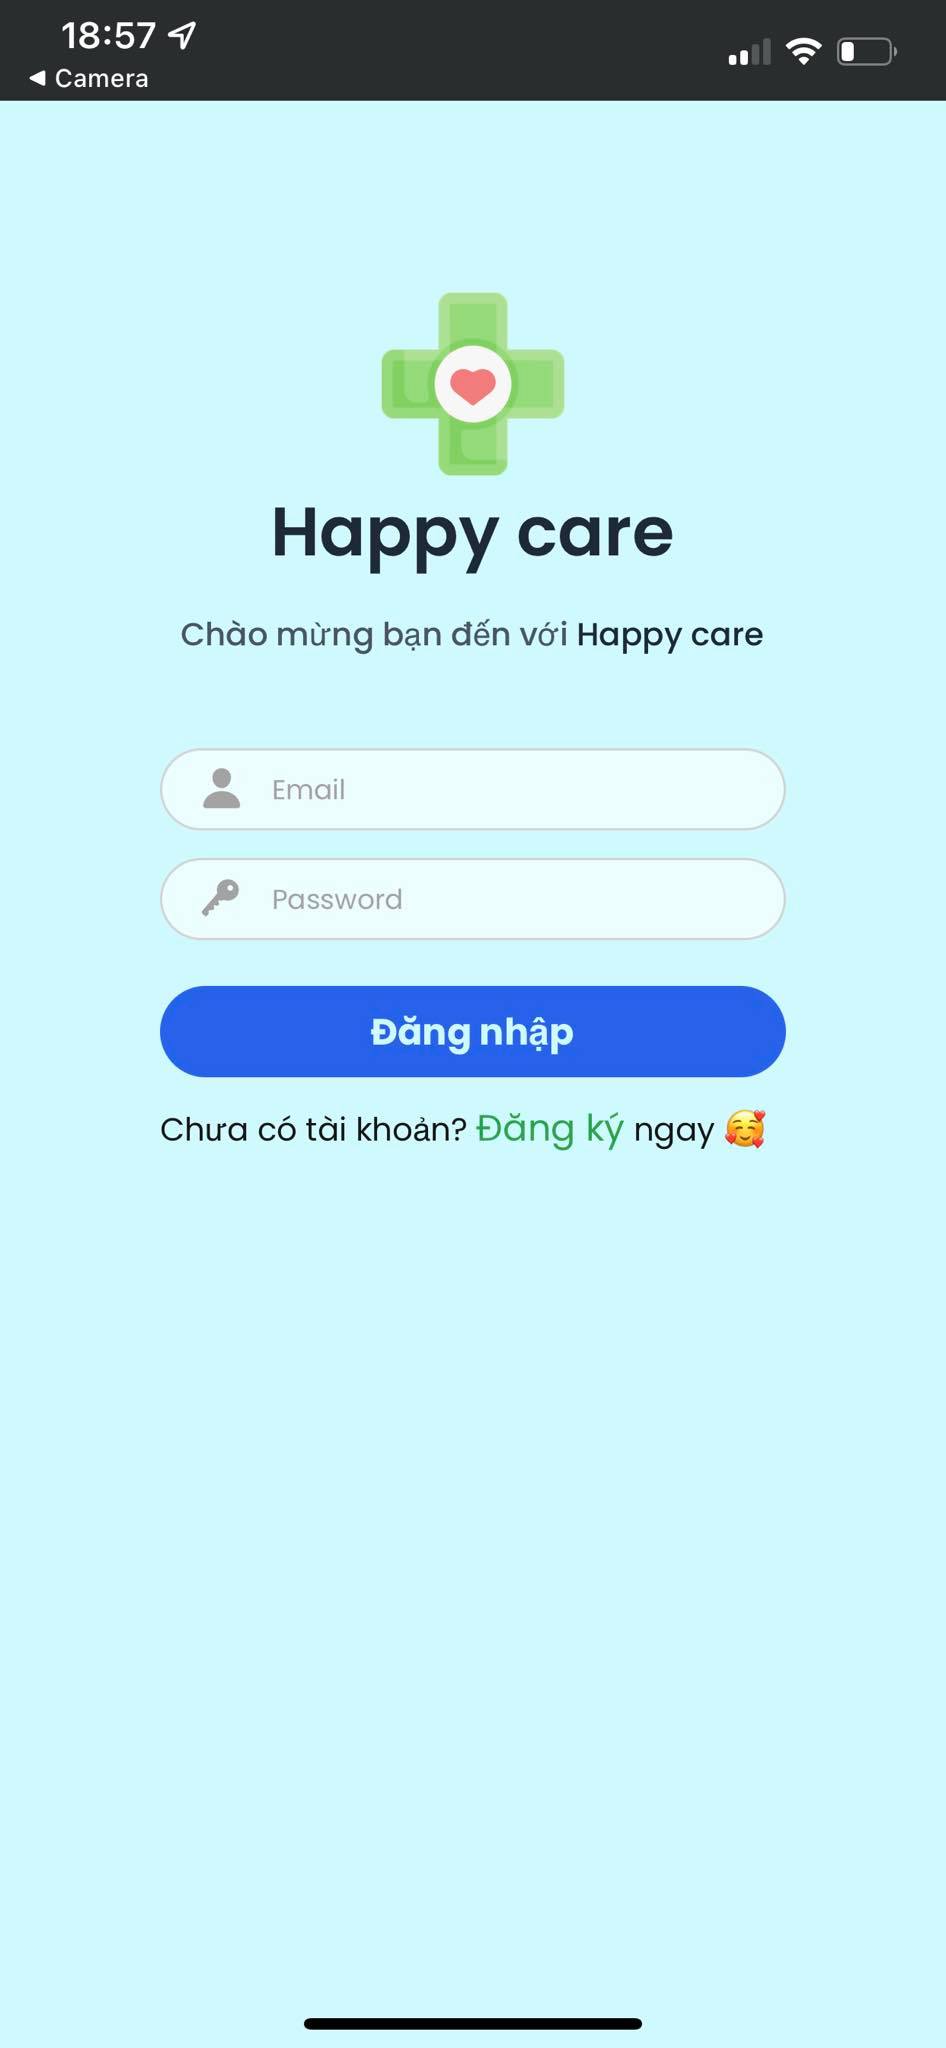 18:57
◀ Camera
Happy care
Chào mừng bạn đến với Happy care
Email
Password
Đăng nhập
Chưa có tài khoản? Đăng ký ngay 🥰